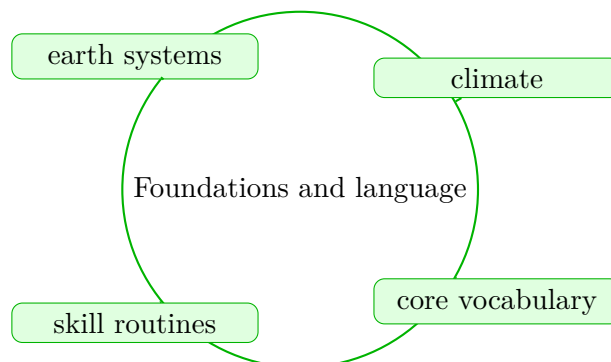 earth systems
climate
Foundations and language
core vocabulary
skill routines